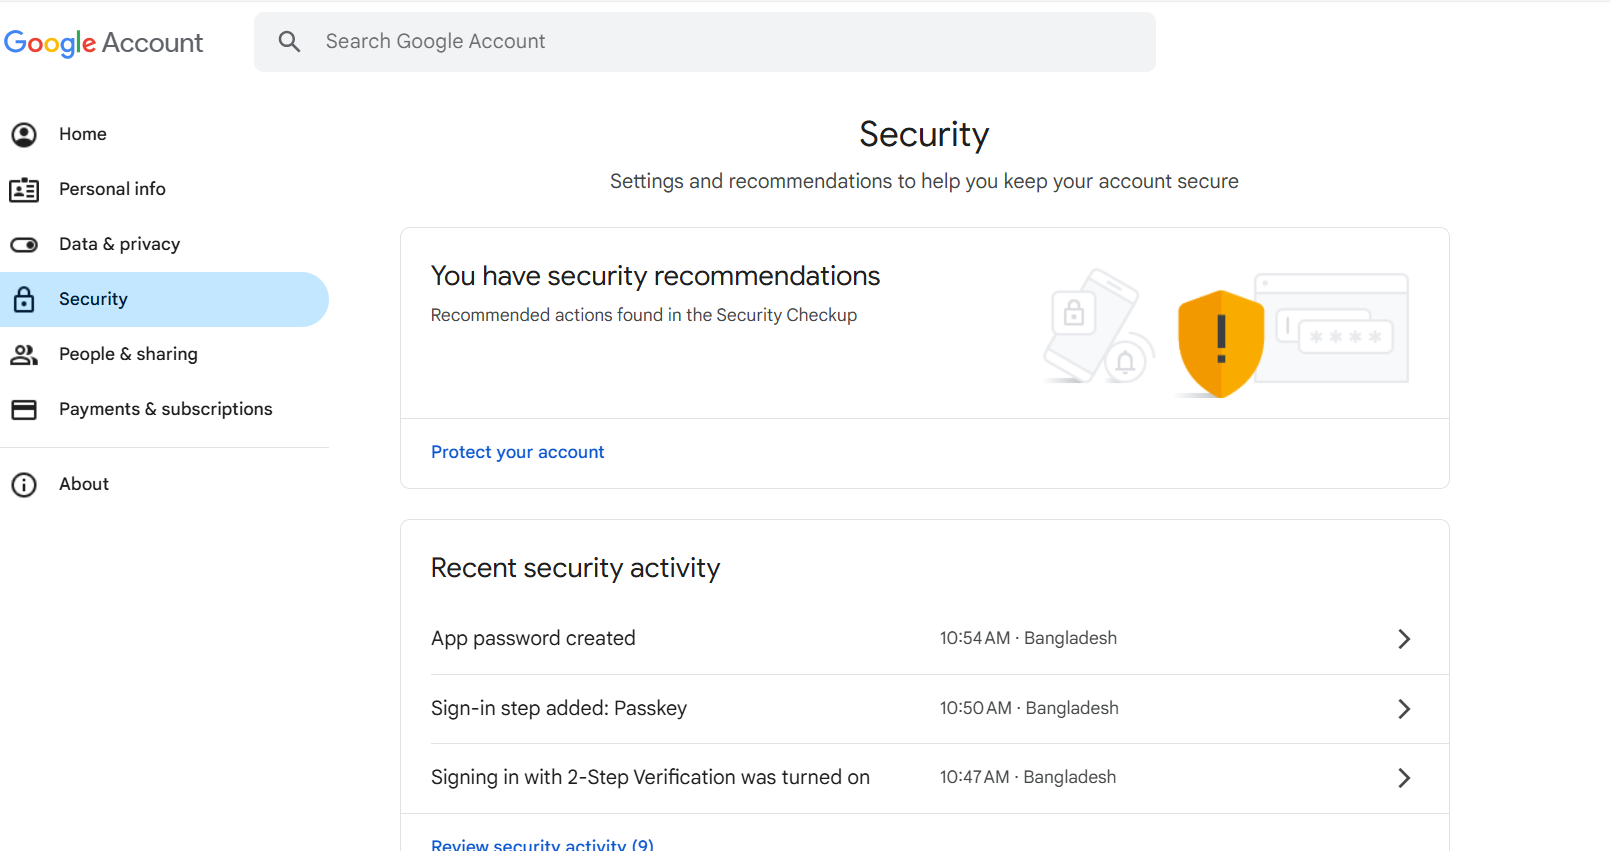 Google Account
Search Google Account
Home
Personal info
Data & privacy
Security
People & sharing
Payments & subscriptions
About
Security
Settings and recommendations to help you keep your account secure
You have security recommendations
Recommended actions found in the Security Checkup
****
Protect your account
Recent security activity
App password created 10:54 AM · Bangladesh
Sign-in step added: Passkey 10:50 AM · Bangladesh
Signing in with 2-Step Verification was turned on 10:47 AM · Bangladesh
Review security activity (9)